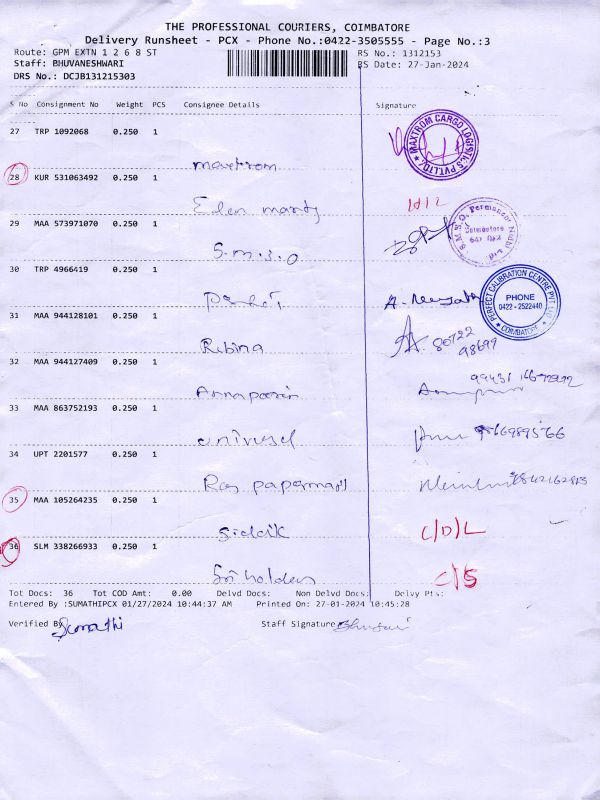 THE PROFESSIONAL COURIERS, COIMBATORE
Delivery Runsheet - PCX - Phone No.:0422-3505555 - Page No.:3
Route: GPM EXTN 1 2 6 8 ST RS No.: 1312153
Staff: BHUVANESHWARI RS Date: 27-Jan-2024
DRS No.: DCJB131215303
S No Consignment No Weight PCS Consignee Details Signature
27 TRP 1092068 0.250 1
maxtrom MAXTROM CARGO LOGISTICS PVT.LTD.
28 KUR 531063492 0.250 1
Eden
29 MAA 573971070 0.250 1
S.M.S.O S.M.S.O. Permanent Nidhi Ltd. Coimbatore
30 TRP 4966419 0.250 1
PERFECT CALIBRATION CENTRE PVT LTD PHONE 0422 - 2522440 COIMBATORE
31 MAA 944128101 0.250 1
Rubina 80722 98699
32 MAA 944127409 0.250 1
33 MAA 863752193 0.250 1
34 UPT 2201577 0.250 1
35 MAA 105264235 0.250 1
Siddik C/D/L
36 SLM 338266933 0.250 1
Sri holders C/S
Tot Docs: 36 Tot COD Amt: 0.00 Delvd Docs: Non Delvd Docs: Delvy Pts:
Entered By :SUMATHIPCX 01/27/2024 10:44:37 AM Printed On: 27-01-2024 10:45:28
Verified By Sumathi Staff Signature